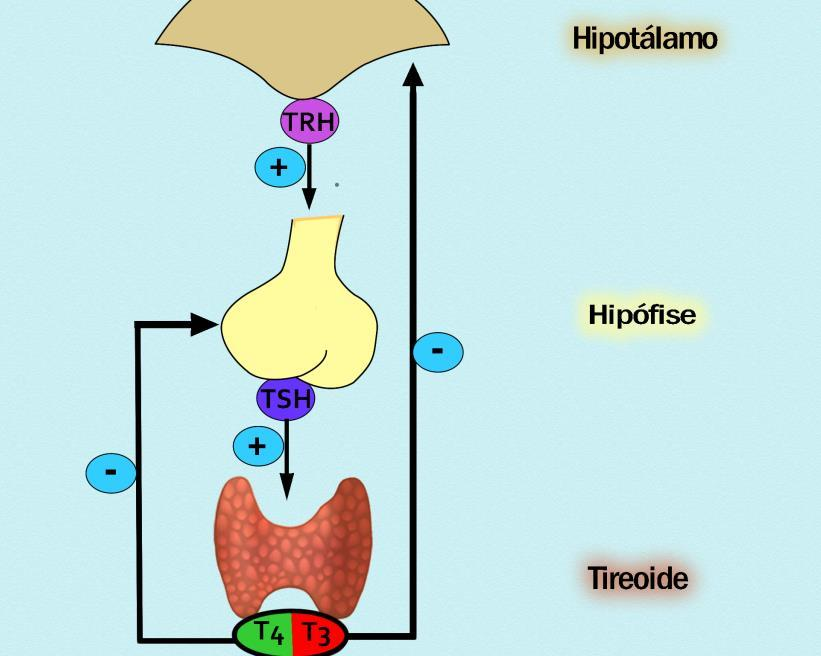 Hipotálamo
TRH
+
Hipófise
-
TSH
+
-
Tireoide
T4 T3